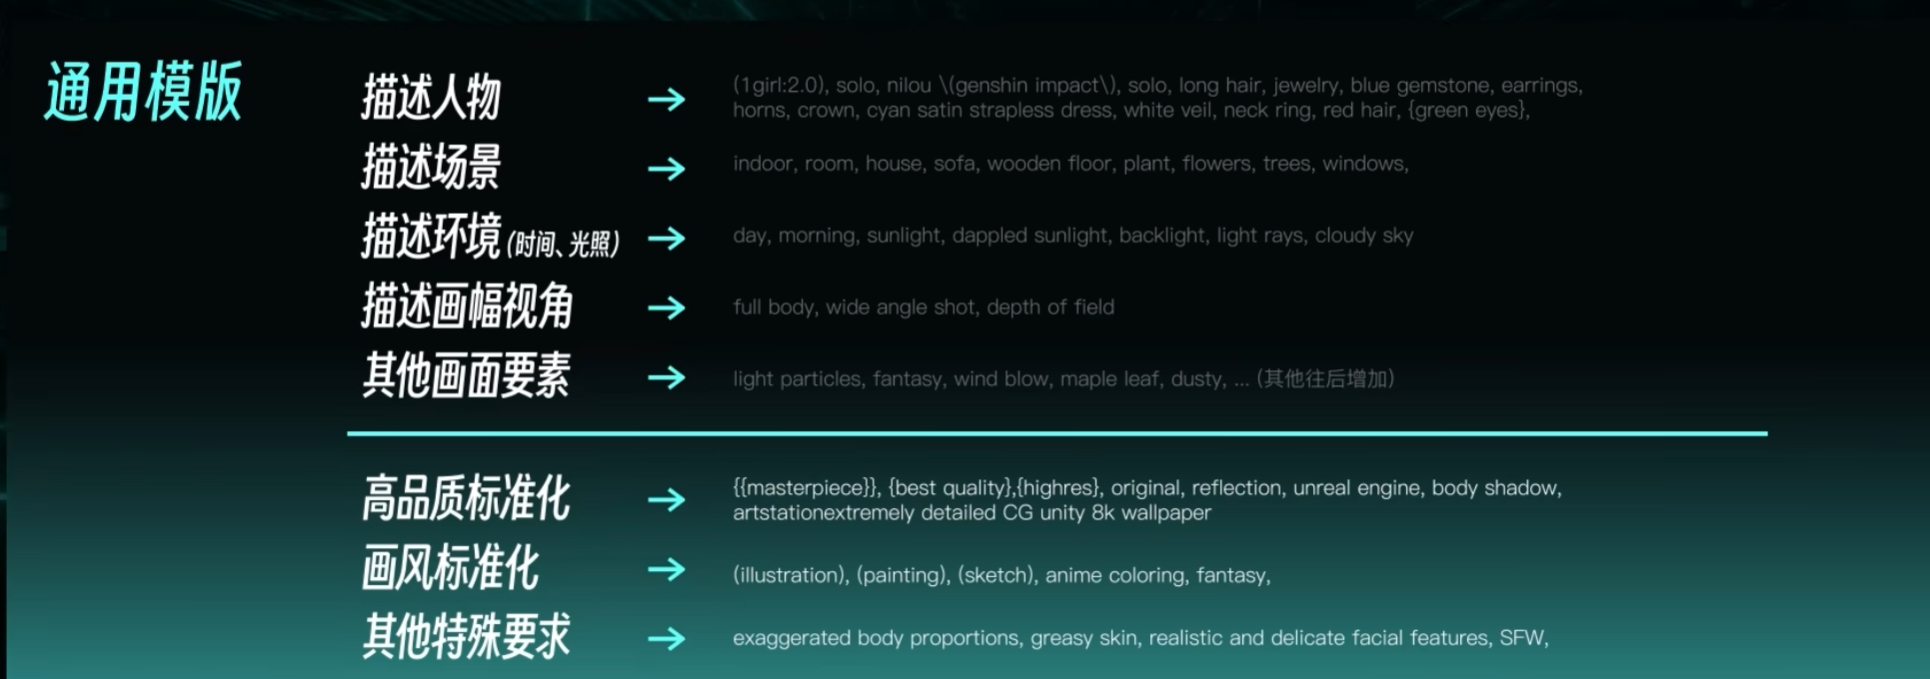 通用模版
描述人物 → (1girl:2.0), solo, nilou \(genshin impact\), solo, long hair, jewelry, blue gemstone, earrings,
horns, crown, cyan satin strapless dress, white veil, neck ring, red hair, {green eyes},
描述场景 → indoor, room, house, sofa, wooden floor, plant, flowers, trees, windows,
描述环境 (时间、光照) → day, morning, sunlight, dappled sunlight, backlight, light rays, cloudy sky
描述画幅视角 → full body, wide angle shot, depth of field
其他画面要素 → light particles, fantasy, wind blow, maple leaf, dusty, ... (其他往后增加)
高品质标准化 → {{masterpiece}}, {best quality},{highres}, original, reflection, unreal engine, body shadow,
artstationextremely detailed CG unity 8k wallpaper
画风标准化 → (illustration), (painting), (sketch), anime coloring, fantasy,
其他特殊要求 → exaggerated body proportions, greasy skin, realistic and delicate facial features, SFW,